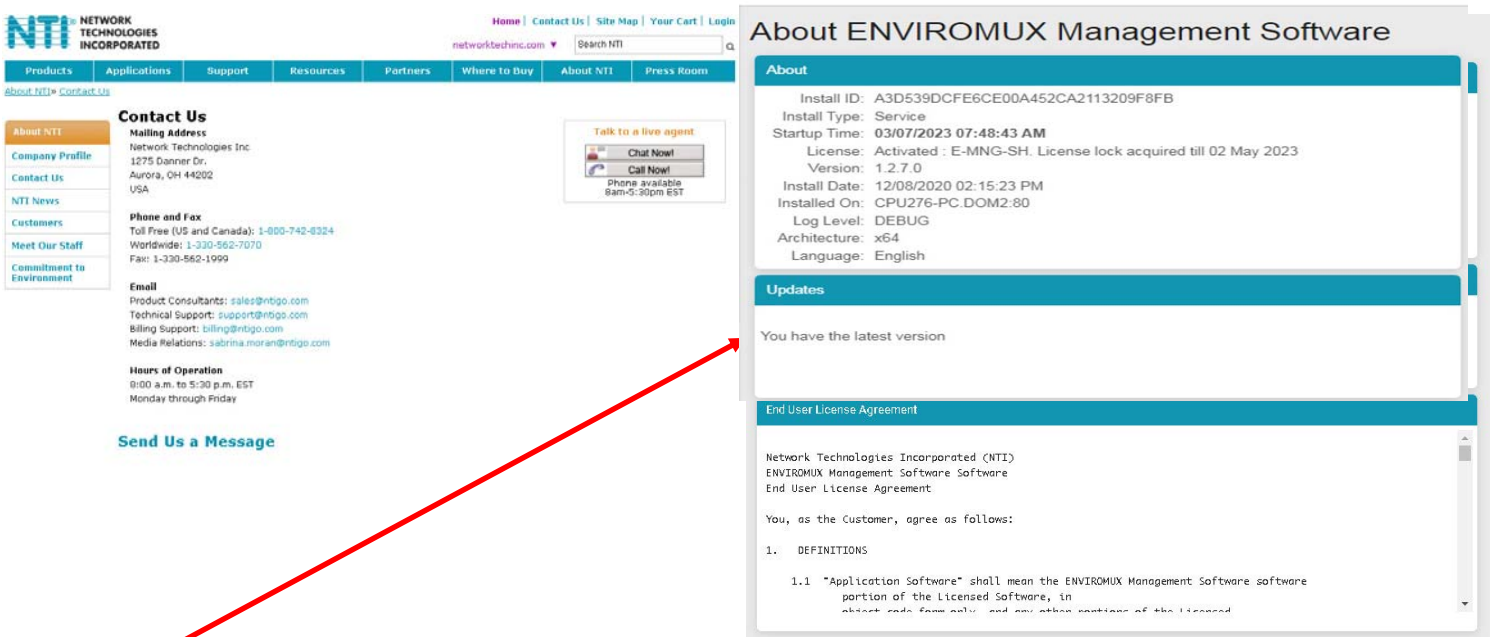 NTI NETWORK
TECHNOLOGIES
INCORPORATED
Home | Contact Us | Site Map | Your Cart | Login
networktechinc.com ▼ Search NTI
Products Applications Support Resources Partners Where to Buy About NTI Press Room
About NTI» Contact Us
About NTI
Company Profile
Contact Us
NTI News
Customers
Meet Our Staff
Commitment to
Environment
Contact Us
Mailing Address
Network Technologies Inc
1275 Danner Dr.
Aurora, OH 44202
USA
Phone and Fax
Toll Free (US and Canada): 1-800-742-8324
Worldwide: 1-330-562-7070
Fax: 1-330-562-1999
Email
Product Consultants: sales@ntigo.com
Technical Support: support@ntigo.com
Billing Support: billing@ntigo.com
Media Relations: sabrina.moran@ntigo.com
Hours of Operation
8:00 a.m. to 5:30 p.m. EST
Monday through Friday
Send Us a Message
Talk to a live agent
Chat Now!
Call Now!
Phone available
8am-5:30pm EST
About ENVIROMUX Management Software
About
Install ID: A3D539DCFE6CE00A452CA2113209F8FB
Install Type: Service
Startup Time: 03/07/2023 07:48:43 AM
License: Activated : E-MNG-SH. License lock acquired till 02 May 2023
Version: 1.2.7.0
Install Date: 12/08/2020 02:15:23 PM
Installed On: CPU276-PC.DOM2:80
Log Level: DEBUG
Architecture: x64
Language: English
Updates
You have the latest version
End User License Agreement
Network Technologies Incorporated (NTI)
ENVIROMUX Management Software Software
End User License Agreement
You, as the Customer, agree as follows:
1. DEFINITIONS
1.1 "Application Software" shall mean the ENVIROMUX Management Software software
portion of the Licensed Software, in
object code form only, and any other portions of the Licensed